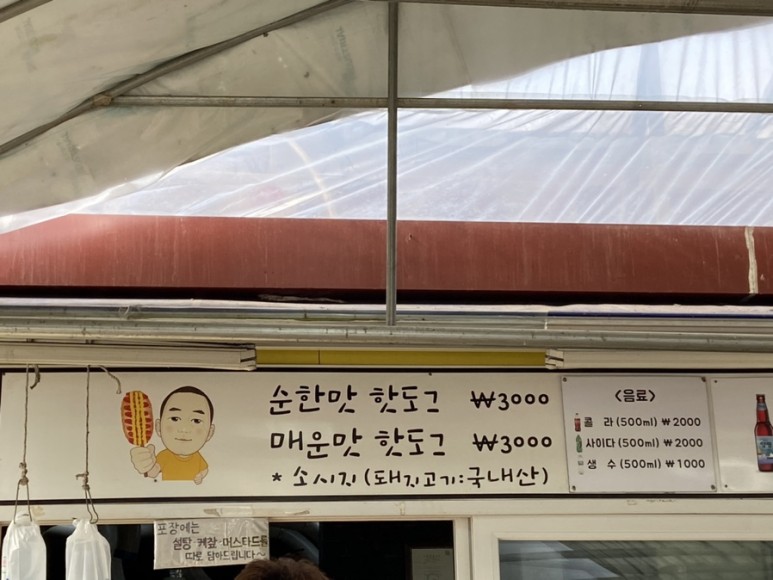 순한맛 핫도그 ₩3000
매운맛 핫도그 ₩3000
* 소시지 (돼지고기:국내산)
<음료>
콜 라 (500ml) ₩2000
사이다 (500ml) ₩2000
생 수 (500ml) ₩1000
포장에는
설탕·케찹·머스타드를
따로 담아드립니다~